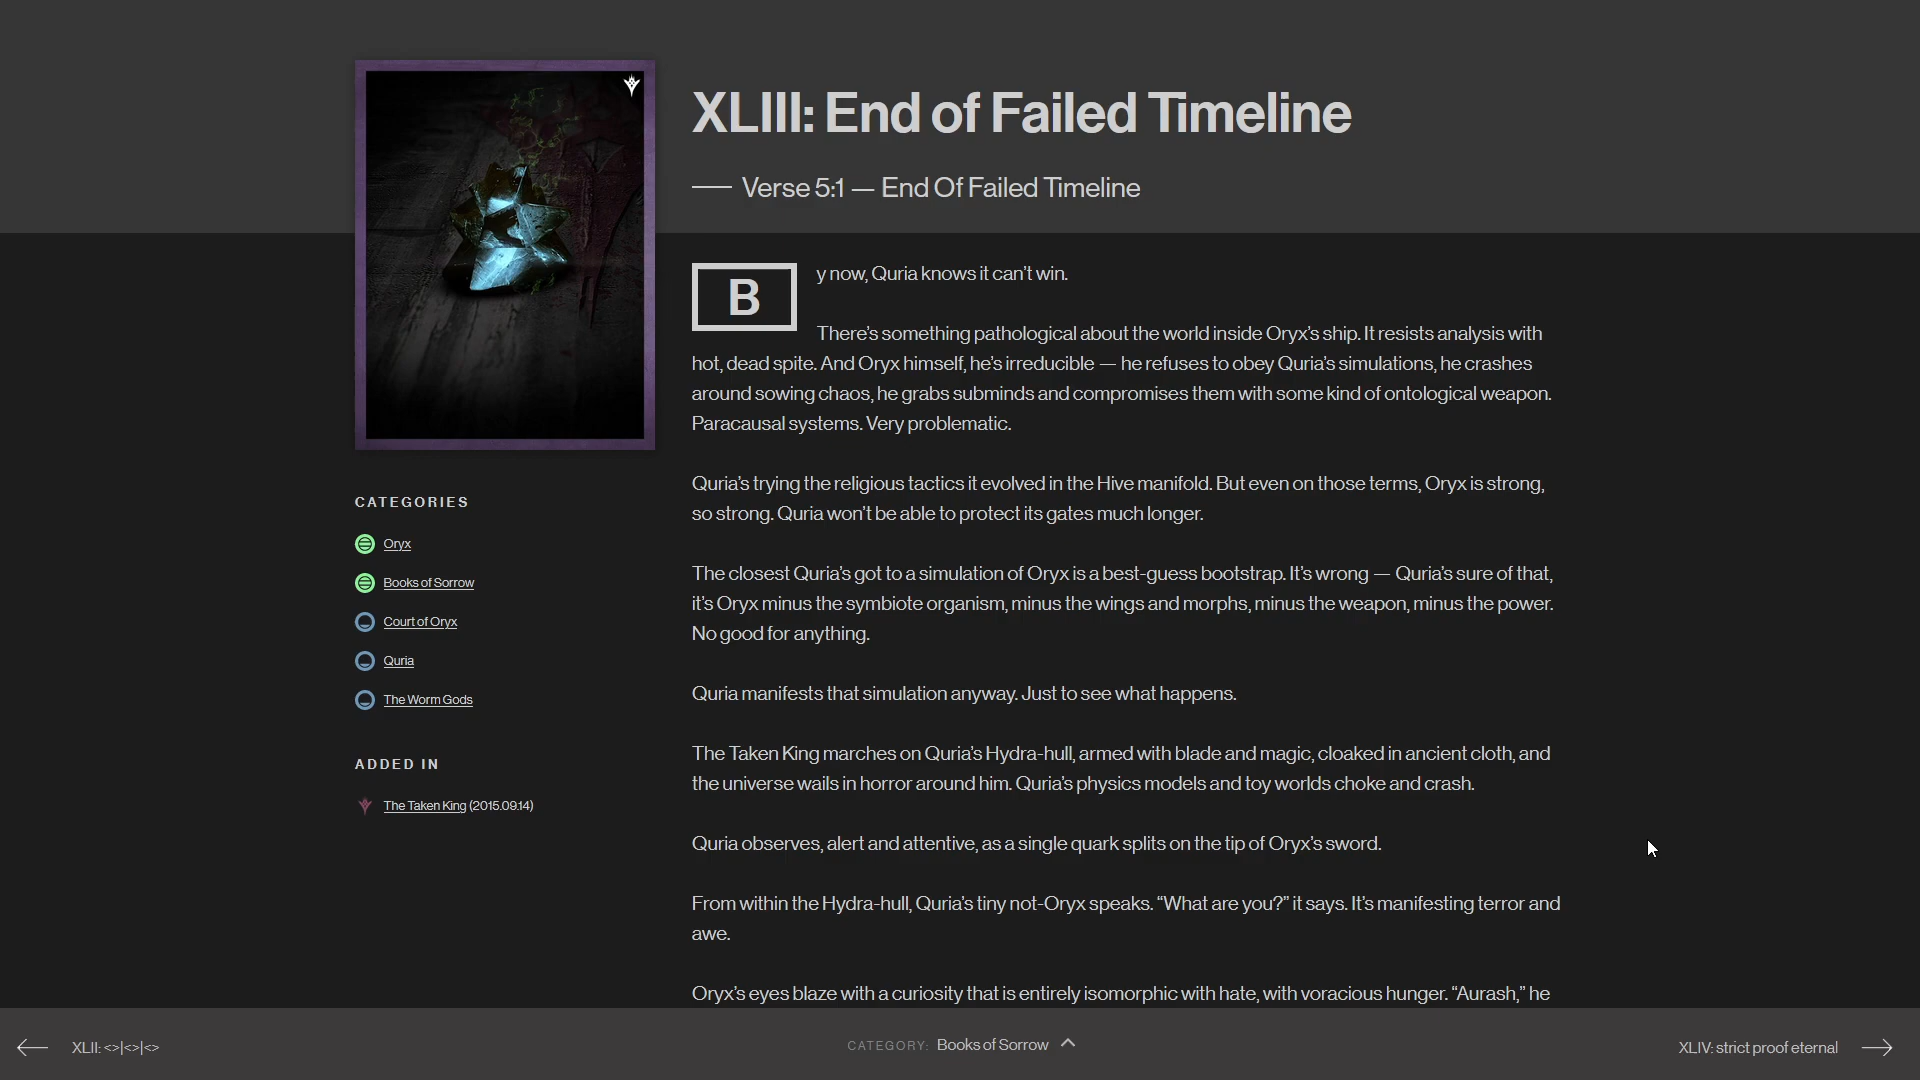 XLIII: End of Failed Timeline
Verse 5:1 — End Of Failed Timeline
By now, Quria knows it can’t win.
There’s something pathological about the world inside Oryx’s ship. It resists analysis with
hot, dead spite. And Oryx himself, he’s irreducible — he refuses to obey Quria’s simulations, he crashes
around sowing chaos, he grabs subminds and compromises them with some kind of ontological weapon.
Paracausal systems. Very problematic.
Quria’s trying the religious tactics it evolved in the Hive manifold. But even on those terms, Oryx is strong,
so strong. Quria won’t be able to protect its gates much longer.
The closest Quria’s got to a simulation of Oryx is a best-guess bootstrap. It’s wrong — Quria’s sure of that,
it’s Oryx minus the symbiote organism, minus the wings and morphs, minus the weapon, minus the power.
No good for anything.
Quria manifests that simulation anyway. Just to see what happens.
The Taken King marches on Quria’s Hydra-hull, armed with blade and magic, cloaked in ancient cloth, and
the universe wails in horror around him. Quria’s physics models and toy worlds choke and crash.
Quria observes, alert and attentive, as a single quark splits on the tip of Oryx’s sword.
From within the Hydra-hull, Quria’s tiny not-Oryx speaks. “What are you?” it says. It’s manifesting terror and
awe.
Oryx’s eyes blaze with a curiosity that is entirely isomorphic with hate, with voracious hunger. “Aurash,” he
CATEGORIES
Oryx
Books of Sorrow
Court of Oryx
Quria
The Worm Gods
ADDED IN
The Taken King (2015.09.14)
XLII: <>|<>|<>
CATEGORY: Books of Sorrow
XLIV: strict proof eternal